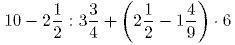 10 − 2 1/2 : 3 3/4 + (2 1/2 − 1 4/9) · 6